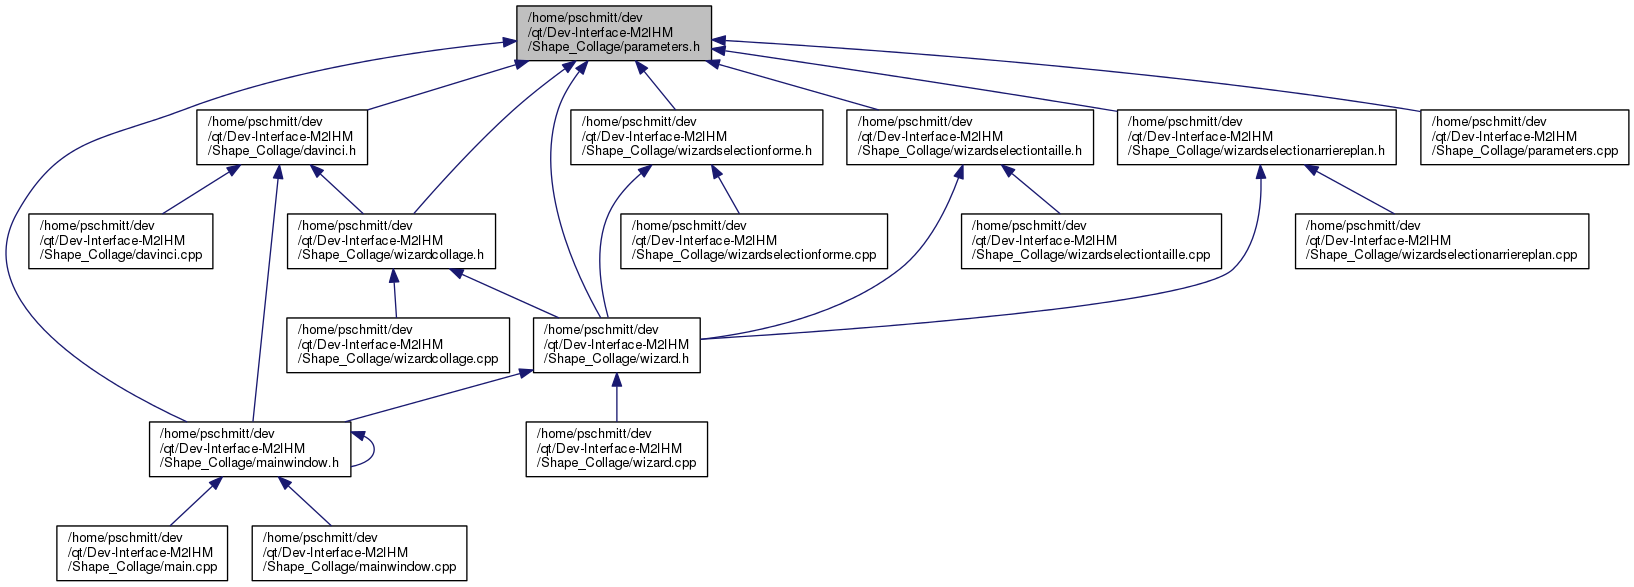 /home/pschmitt/dev
/qt/Dev-Interface-M2IHM
/Shape_Collage/parameters.h
/home/pschmitt/dev
/qt/Dev-Interface-M2IHM
/Shape_Collage/davinci.h
/home/pschmitt/dev
/qt/Dev-Interface-M2IHM
/Shape_Collage/wizardselectionforme.h
/home/pschmitt/dev
/qt/Dev-Interface-M2IHM
/Shape_Collage/wizardselectiontaille.h
/home/pschmitt/dev
/qt/Dev-Interface-M2IHM
/Shape_Collage/wizardselectionarriereplan.h
/home/pschmitt/dev
/qt/Dev-Interface-M2IHM
/Shape_Collage/parameters.cpp
/home/pschmitt/dev
/qt/Dev-Interface-M2IHM
/Shape_Collage/davinci.cpp
/home/pschmitt/dev
/qt/Dev-Interface-M2IHM
/Shape_Collage/wizardcollage.h
/home/pschmitt/dev
/qt/Dev-Interface-M2IHM
/Shape_Collage/wizardselectionforme.cpp
/home/pschmitt/dev
/qt/Dev-Interface-M2IHM
/Shape_Collage/wizardselectiontaille.cpp
/home/pschmitt/dev
/qt/Dev-Interface-M2IHM
/Shape_Collage/wizardselectionarriereplan.cpp
/home/pschmitt/dev
/qt/Dev-Interface-M2IHM
/Shape_Collage/wizardcollage.cpp
/home/pschmitt/dev
/qt/Dev-Interface-M2IHM
/Shape_Collage/wizard.h
/home/pschmitt/dev
/qt/Dev-Interface-M2IHM
/Shape_Collage/mainwindow.h
/home/pschmitt/dev
/qt/Dev-Interface-M2IHM
/Shape_Collage/wizard.cpp
/home/pschmitt/dev
/qt/Dev-Interface-M2IHM
/Shape_Collage/main.cpp
/home/pschmitt/dev
/qt/Dev-Interface-M2IHM
/Shape_Collage/mainwindow.cpp